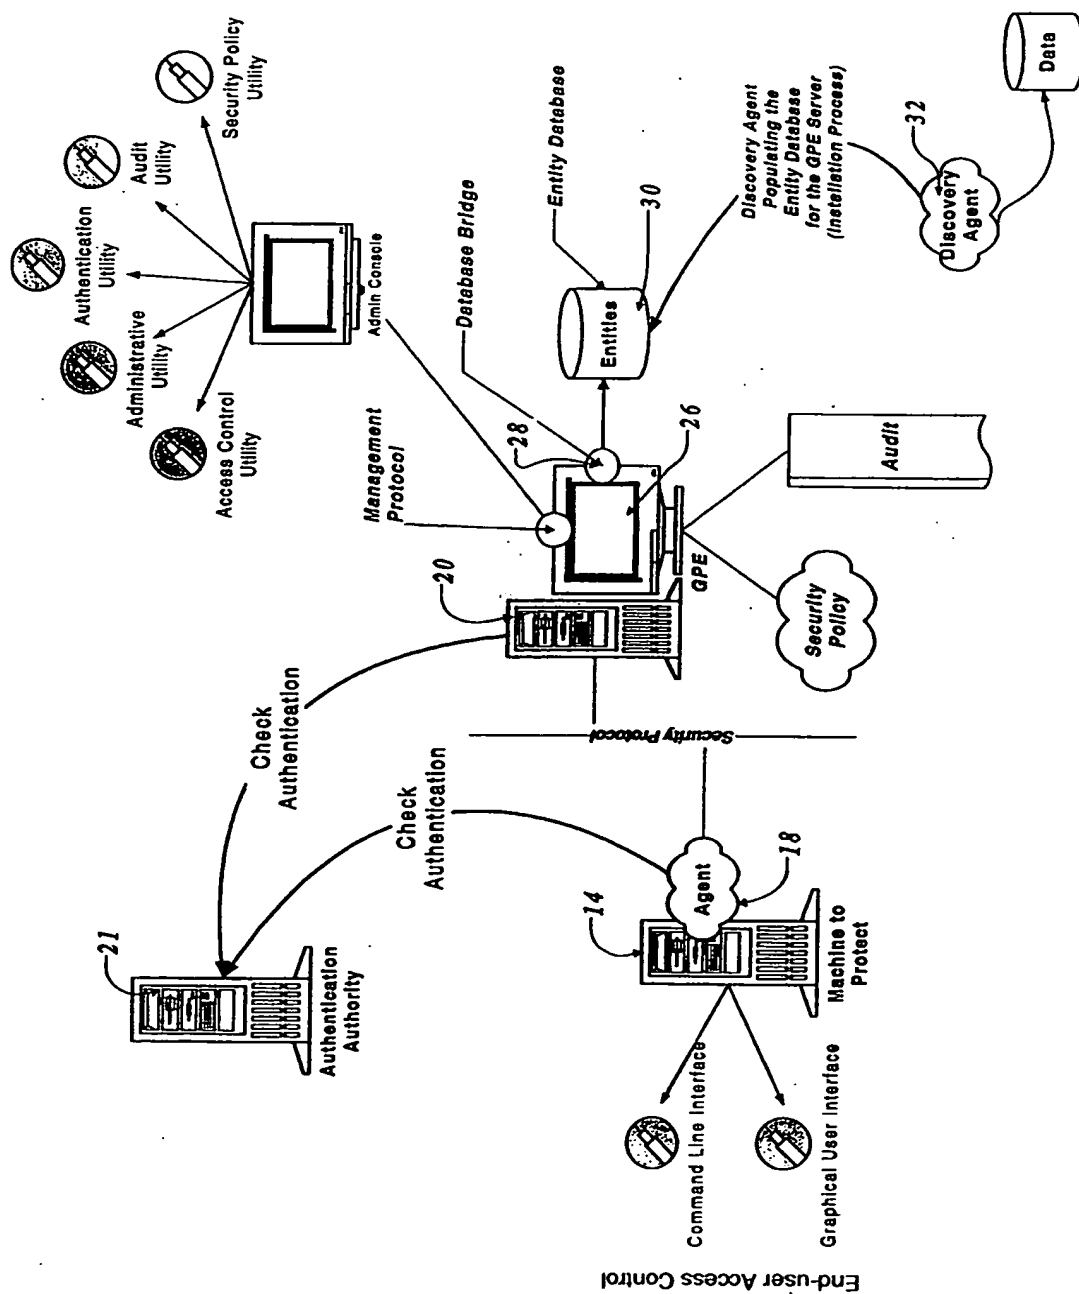 End-user Access Control
Command Line Interface
Graphical User Interface
21
Authentication
Authority
14
Machine to
Protect
Agent
18
Check
Authentication
Check
Authentication
Security Protocol
20
GPE
26
28
Security
Policy
Audit
Management
Protocol
Database Bridge
Entities
30
Entity Database
Admin Console
Access Control
Utility
Administrative
Utility
Authentication
Utility
Audit
Utility
Security Policy
Utility
Discovery Agent
Populating the
Entity Database
for the GPE Server
(Installation Process)
32
Discovery
Agent
Data